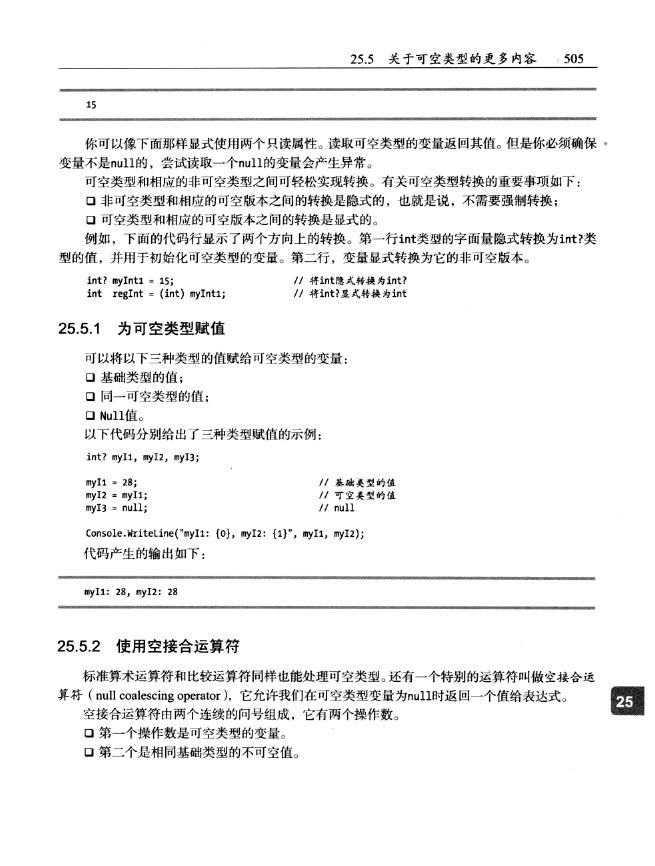 25.5 关于可空类型的更多内容 505
15
你可以像下面那样显式使用两个只读属性。读取可空类型的变量返回其值。但是你必须确保
变量不是null的，尝试读取一个null的变量会产生异常。
可空类型和相应的非可空类型之间可轻松实现转换。有关可空类型转换的重要事项如下：
❑ 非可空类型和相应的可空版本之间的转换是隐式的，也就是说，不需要强制转换；
❑ 可空类型和相应的可空版本之间的转换是显式的。
例如，下面的代码行显示了两个方向上的转换。第一行int类型的字面量隐式转换为int?类
型的值，并用于初始化可空类型的变量。第二行，变量显式转换为它的非可空版本。
int? myInt1 = 15; // 将int隐式转换为int?
int regInt = (int) myInt1; // 将int?显式转换为int
25.5.1 为可空类型赋值
可以将以下三种类型的值赋给可空类型的变量：
❑ 基础类型的值；
❑ 同一可空类型的值；
❑ Null值。
以下代码分别给出了三种类型赋值的示例：
int? myI1, myI2, myI3;
myI1 = 28; // 基础类型的值
myI2 = myI1; // 可空类型的值
myI3 = null; // null
Console.WriteLine("myI1: {0}, myI2: {1}", myI1, myI2);
代码产生的输出如下：
myI1: 28, myI2: 28
25.5.2 使用空接合运算符
标准算术运算符和比较运算符同样也能处理可空类型。还有一个特别的运算符叫做空接合运
算符（null coalescing operator），它允许我们在可空类型变量为null时返回一个值给表达式。
25
空接合运算符由两个连续的问号组成，它有两个操作数。
❑ 第一个操作数是可空类型的变量。
❑ 第二个是相同基础类型的不可空值。